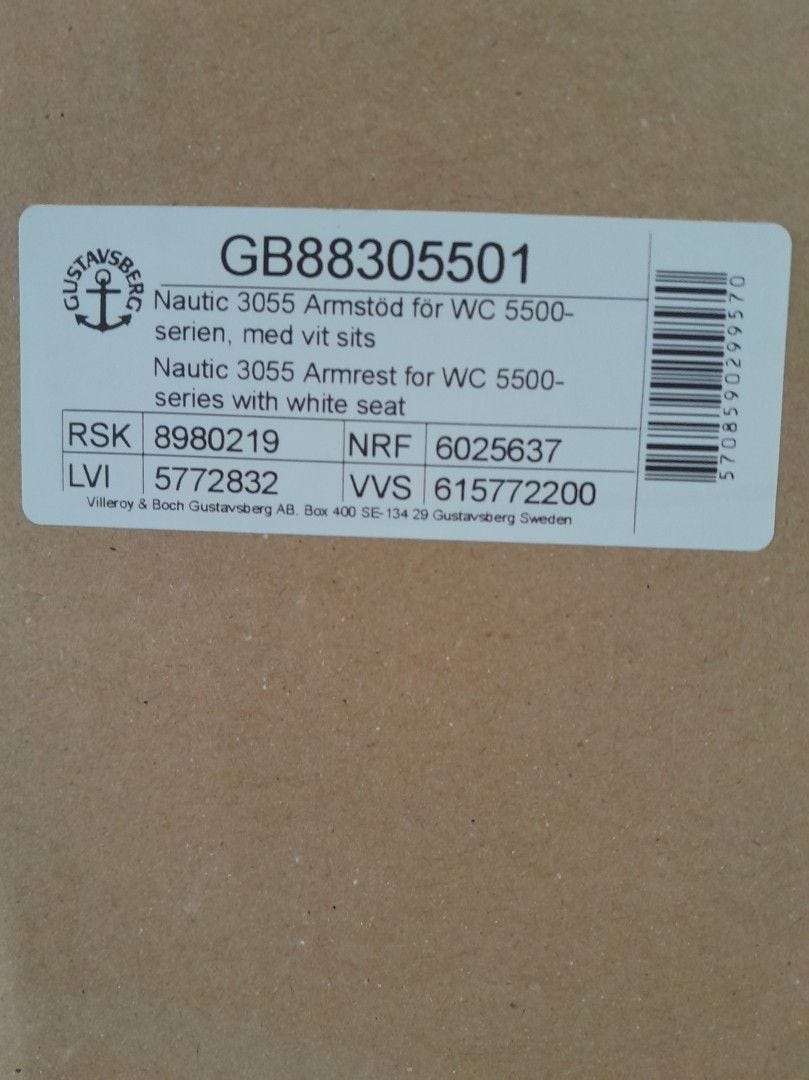 GUSTAVSBERG
GB88305501
Nautic 3055 Armstöd för WC 5500-
serien, med vit sits
Nautic 3055 Armrest for WC 5500-
series with white seat
RSK 8980219 NRF 6025637
LVI 5772832 VVS 615772200
Villeroy & Boch Gustavsberg AB. Box 400 SE-134 29 Gustavsberg Sweden
5708590299570